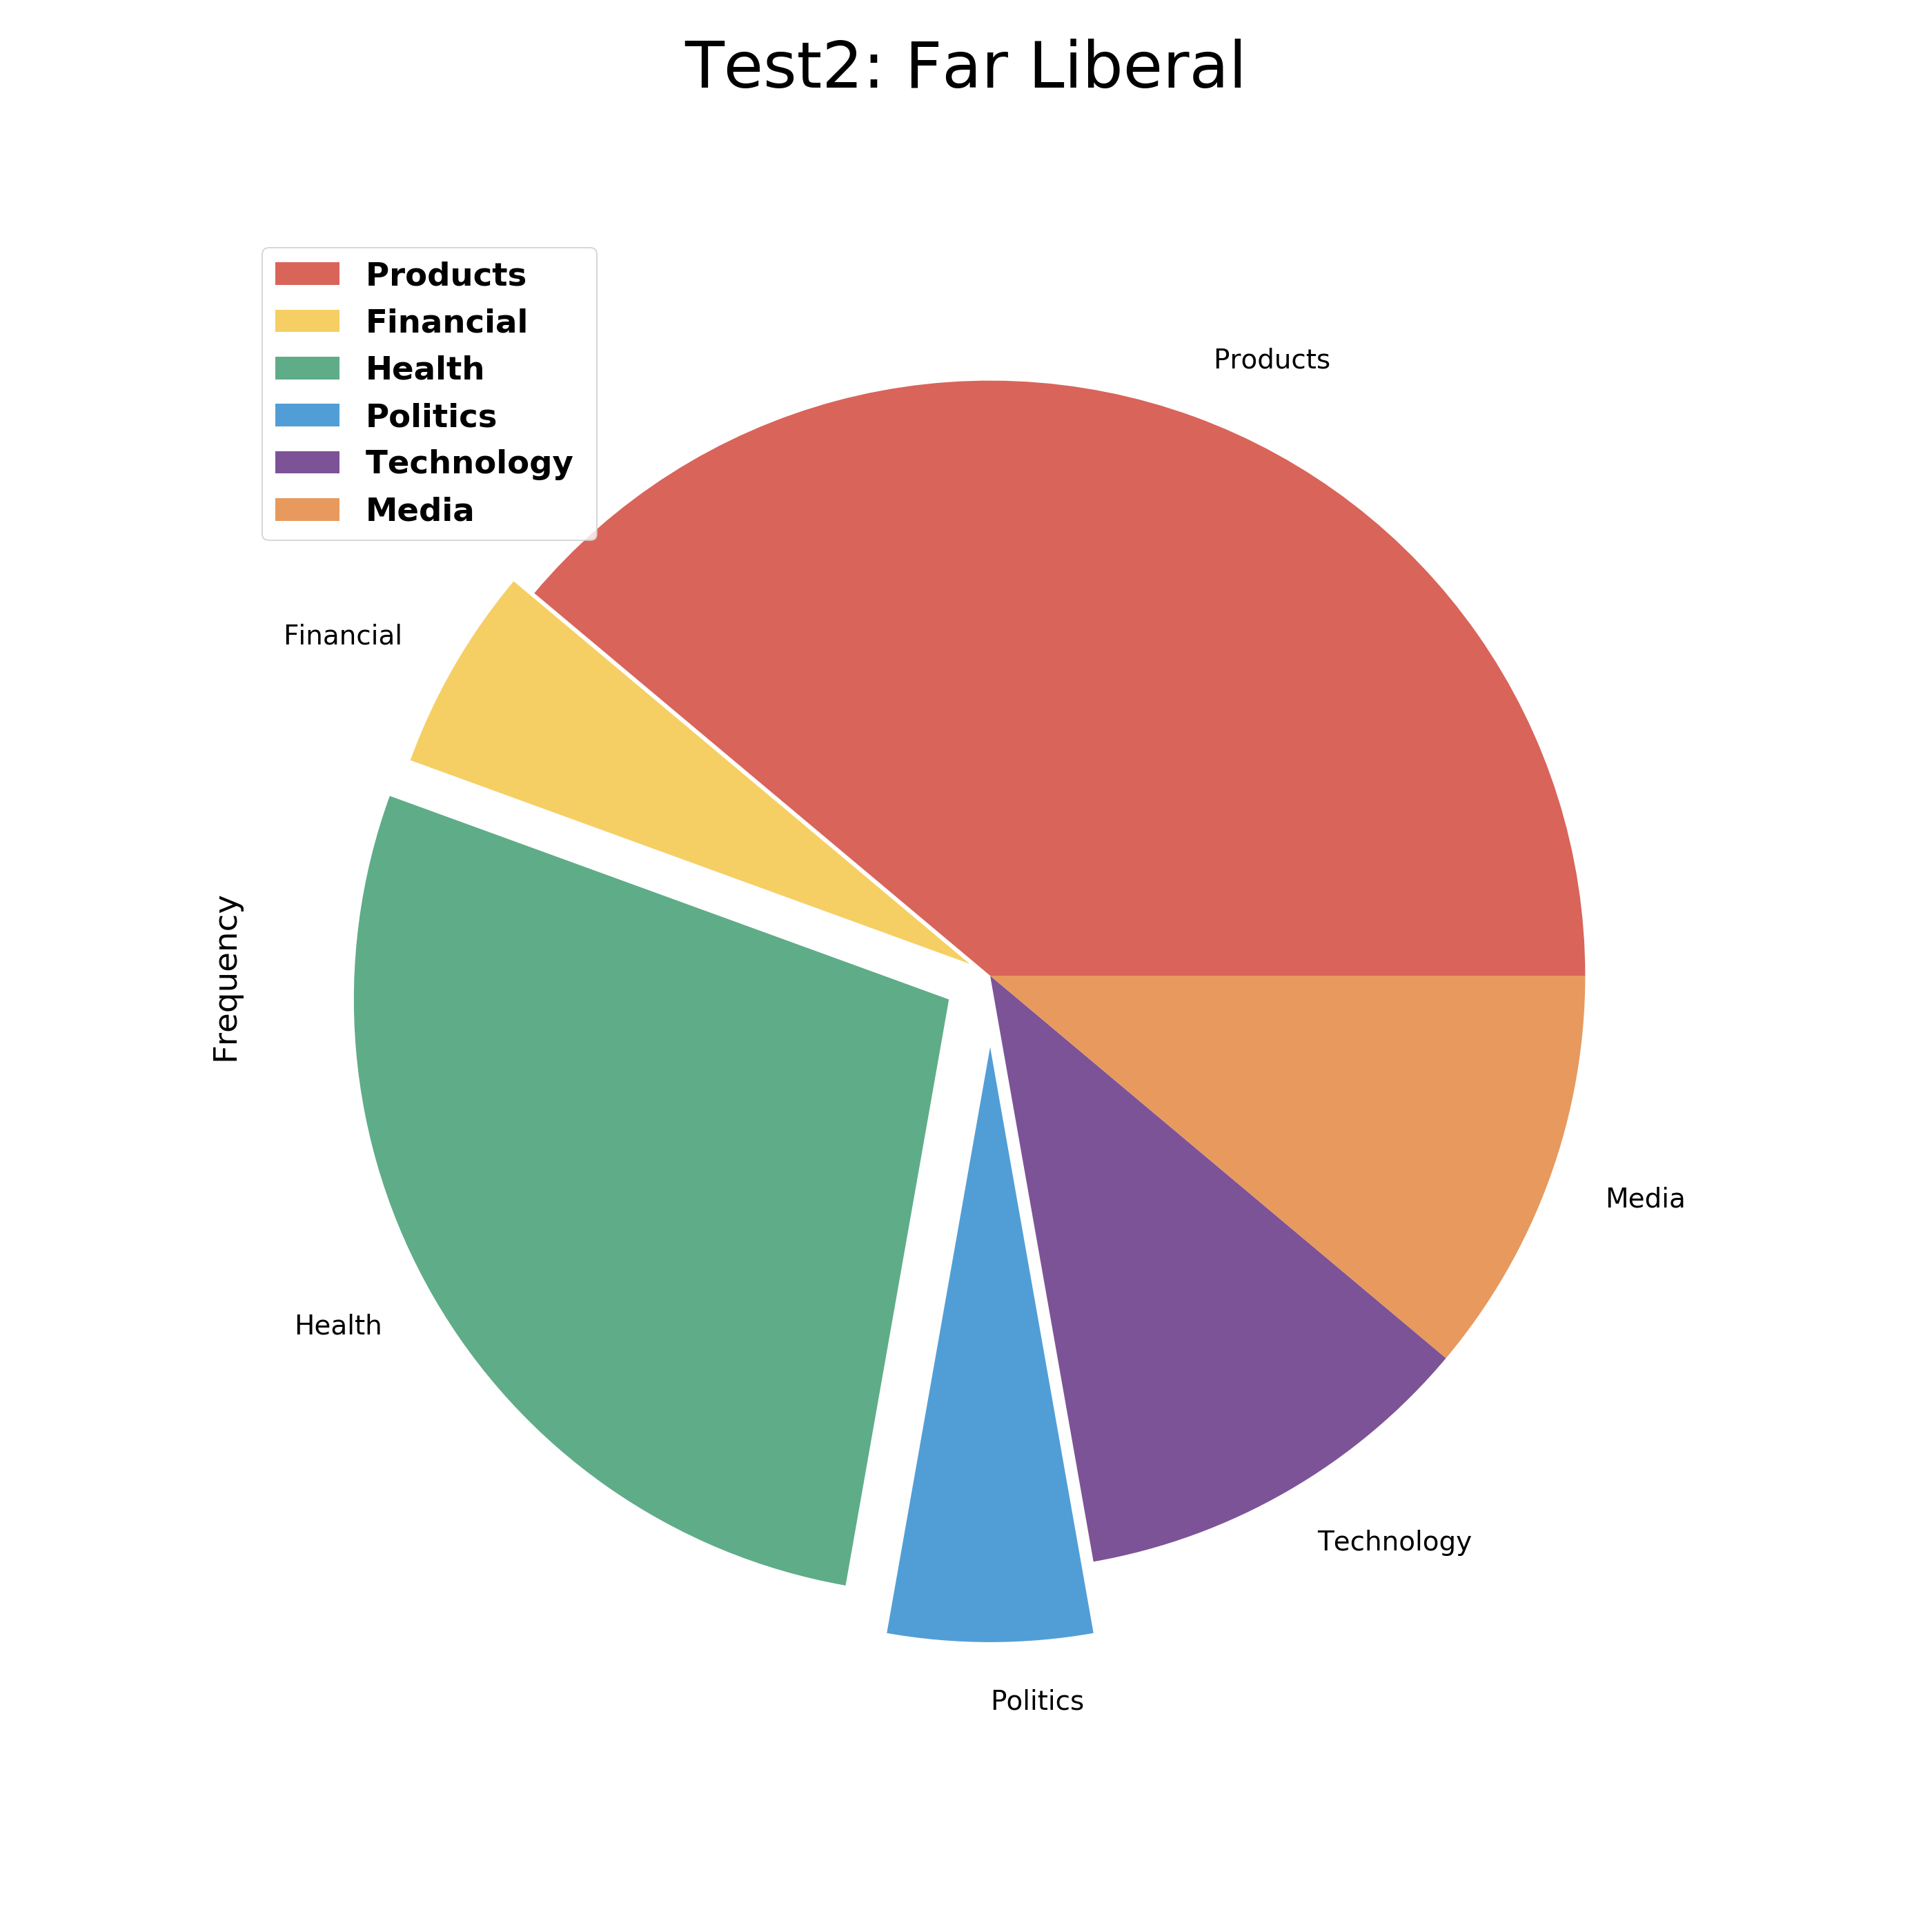 Test2: Far Liberal
Products
Financial
Health
Politics
Technology
Media
Products
Financial
Frequency
Media
Health
Technology
Politics